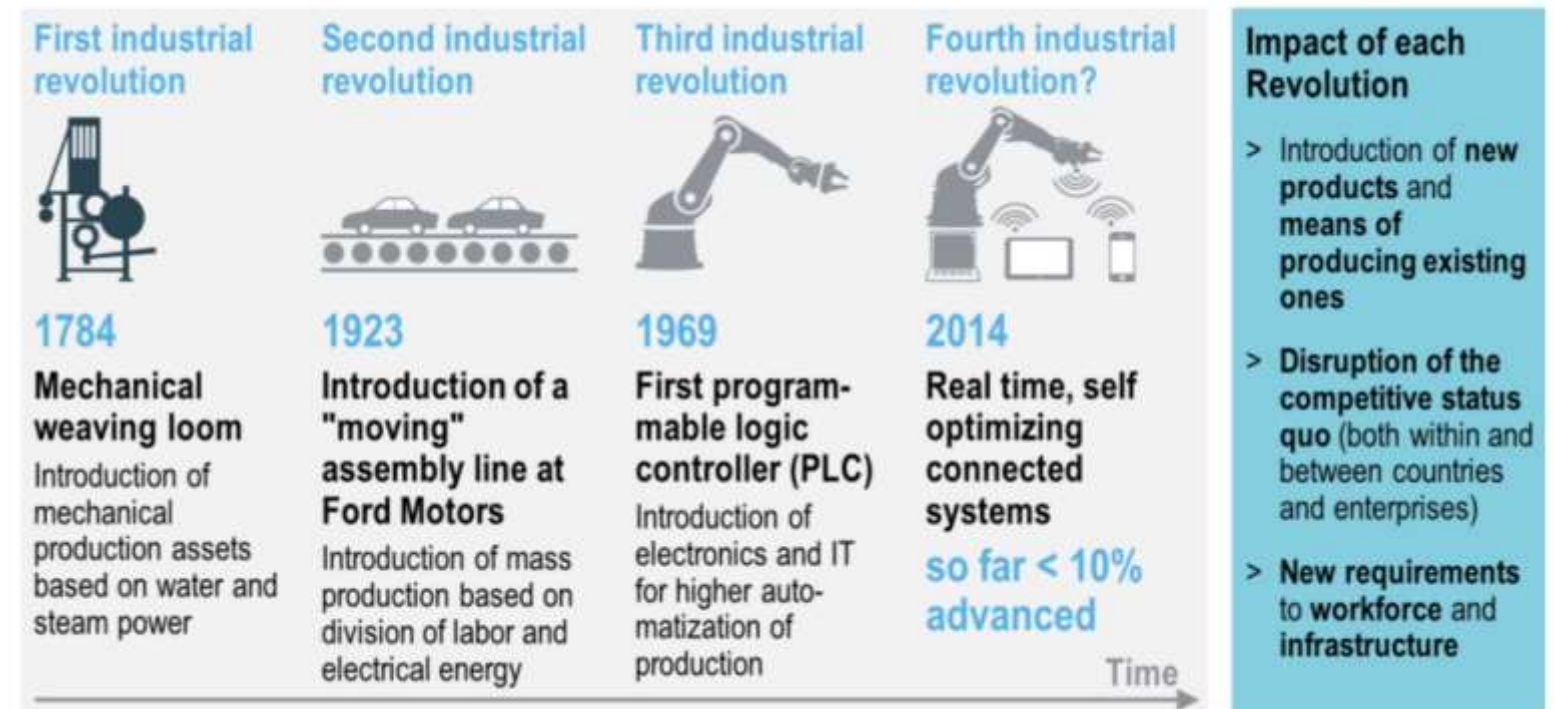 First industrial
revolution
1784
Mechanical
weaving loom
Introduction of
mechanical
production assets
based on water and
steam power
Second industrial
revolution
1923
Introduction of a
"moving"
assembly line at
Ford Motors
Introduction of mass
production based on
division of labor and
electrical energy
Third industrial
revolution
1969
First program-
mable logic
controller (PLC)
Introduction of
electronics and IT
for higher auto-
matization of
production
Fourth industrial
revolution?
2014
Real time, self
optimizing
connected
systems
so far < 10%
advanced
Time
Impact of each
Revolution
> Introduction of new
products and
means of
producing existing
ones
> Disruption of the
competitive status
quo (both within and
between countries
and enterprises)
> New requirements
to workforce and
infrastructure